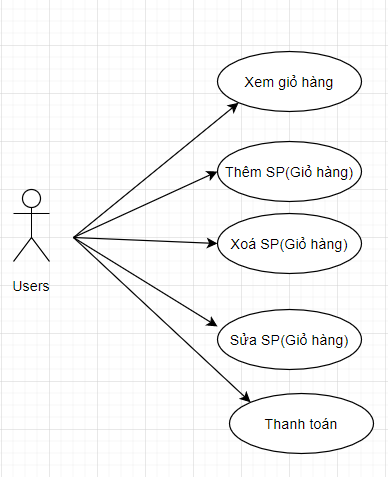 Xem giỏ hàng
Thêm SP(Giỏ hàng)
Xoá SP(Giỏ hàng)
Users
Sửa SP(Giỏ hàng)
Thanh toán